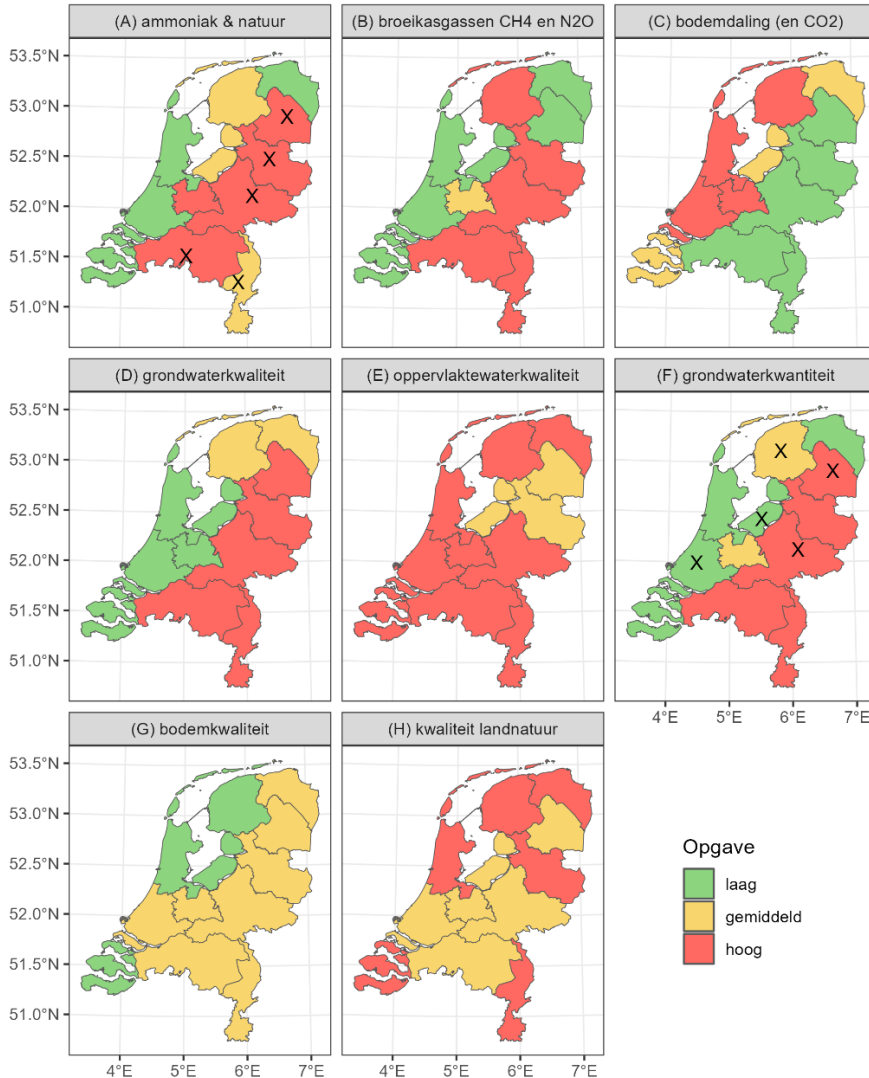 (A) ammoniak & natuur
(B) broeikasgassen CH4 en N2O
(C) bodemdaling (en CO2)
53.5°N
53.0°N
52.5°N
52.0°N
51.5°N
51.0°N
X
X
X
X
X
(D) grondwaterkwaliteit
(E) oppervlaktewaterkwaliteit
(F) grondwaterkwantiteit
53.5°N
53.0°N
52.5°N
52.0°N
51.5°N
51.0°N
X
X
X
X
X
4°E 5°E 6°E 7°E
(G) bodemkwaliteit
(H) kwaliteit landnatuur
53.5°N
53.0°N
52.5°N
52.0°N
51.5°N
51.0°N
4°E 5°E 6°E 7°E
4°E 5°E 6°E 7°E
Opgave
laag
gemiddeld
hoog